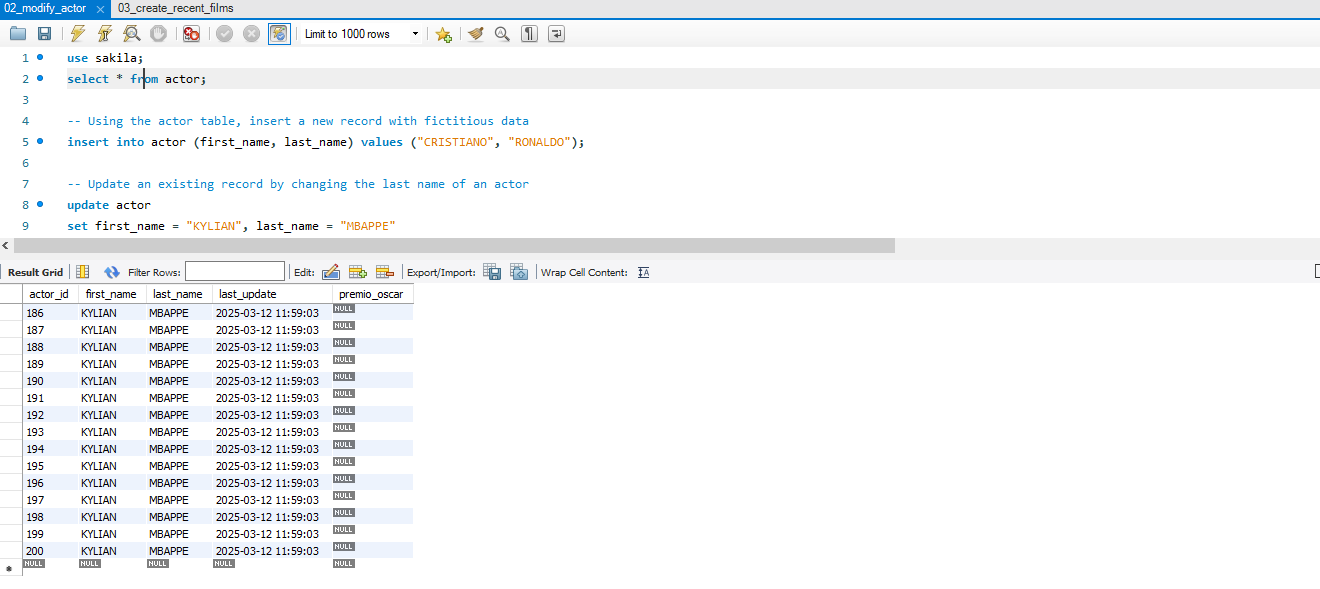 02_modify_actor × 03_create_recent_films
Limit to 1000 rows
1 use sakila;
2 select * from actor;
3
4 -- Using the actor table, insert a new record with fictitious data
5 insert into actor (first_name, last_name) values ("CRISTIANO", "RONALDO");
6
7 -- Update an existing record by changing the last name of an actor
8 update actor
9 set first_name = "KYLIAN", last_name = "MBAPPE"
Result Grid Filter Rows: Edit: Export/Import: Wrap Cell Content: IA
actor_id first_name last_name last_update premio_oscar
186 KYLIAN MBAPPE 2025-03-12 11:59:03 NULL
187 KYLIAN MBAPPE 2025-03-12 11:59:03 NULL
188 KYLIAN MBAPPE 2025-03-12 11:59:03 NULL
189 KYLIAN MBAPPE 2025-03-12 11:59:03 NULL
190 KYLIAN MBAPPE 2025-03-12 11:59:03 NULL
191 KYLIAN MBAPPE 2025-03-12 11:59:03 NULL
192 KYLIAN MBAPPE 2025-03-12 11:59:03 NULL
193 KYLIAN MBAPPE 2025-03-12 11:59:03 NULL
194 KYLIAN MBAPPE 2025-03-12 11:59:03 NULL
195 KYLIAN MBAPPE 2025-03-12 11:59:03 NULL
196 KYLIAN MBAPPE 2025-03-12 11:59:03 NULL
197 KYLIAN MBAPPE 2025-03-12 11:59:03 NULL
198 KYLIAN MBAPPE 2025-03-12 11:59:03 NULL
199 KYLIAN MBAPPE 2025-03-12 11:59:03 NULL
200 KYLIAN MBAPPE 2025-03-12 11:59:03 NULL
NULL NULL NULL NULL NULL